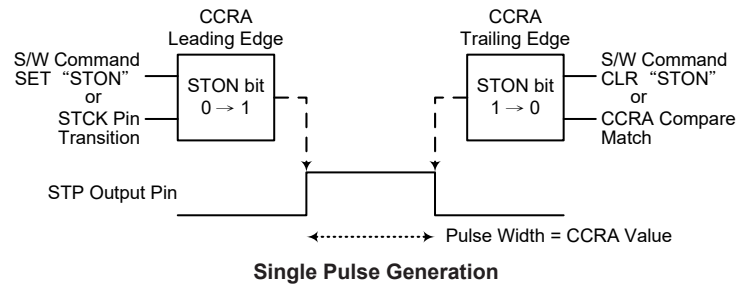 CCRA
Leading Edge
S/W Command
SET “STON”
or
STCK Pin
Transition
STON bit
0 → 1
CCRA
Trailing Edge
STON bit
1 → 0
S/W Command
CLR “STON”
or
CCRA Compare
Match
STP Output Pin
Pulse Width = CCRA Value
Single Pulse Generation